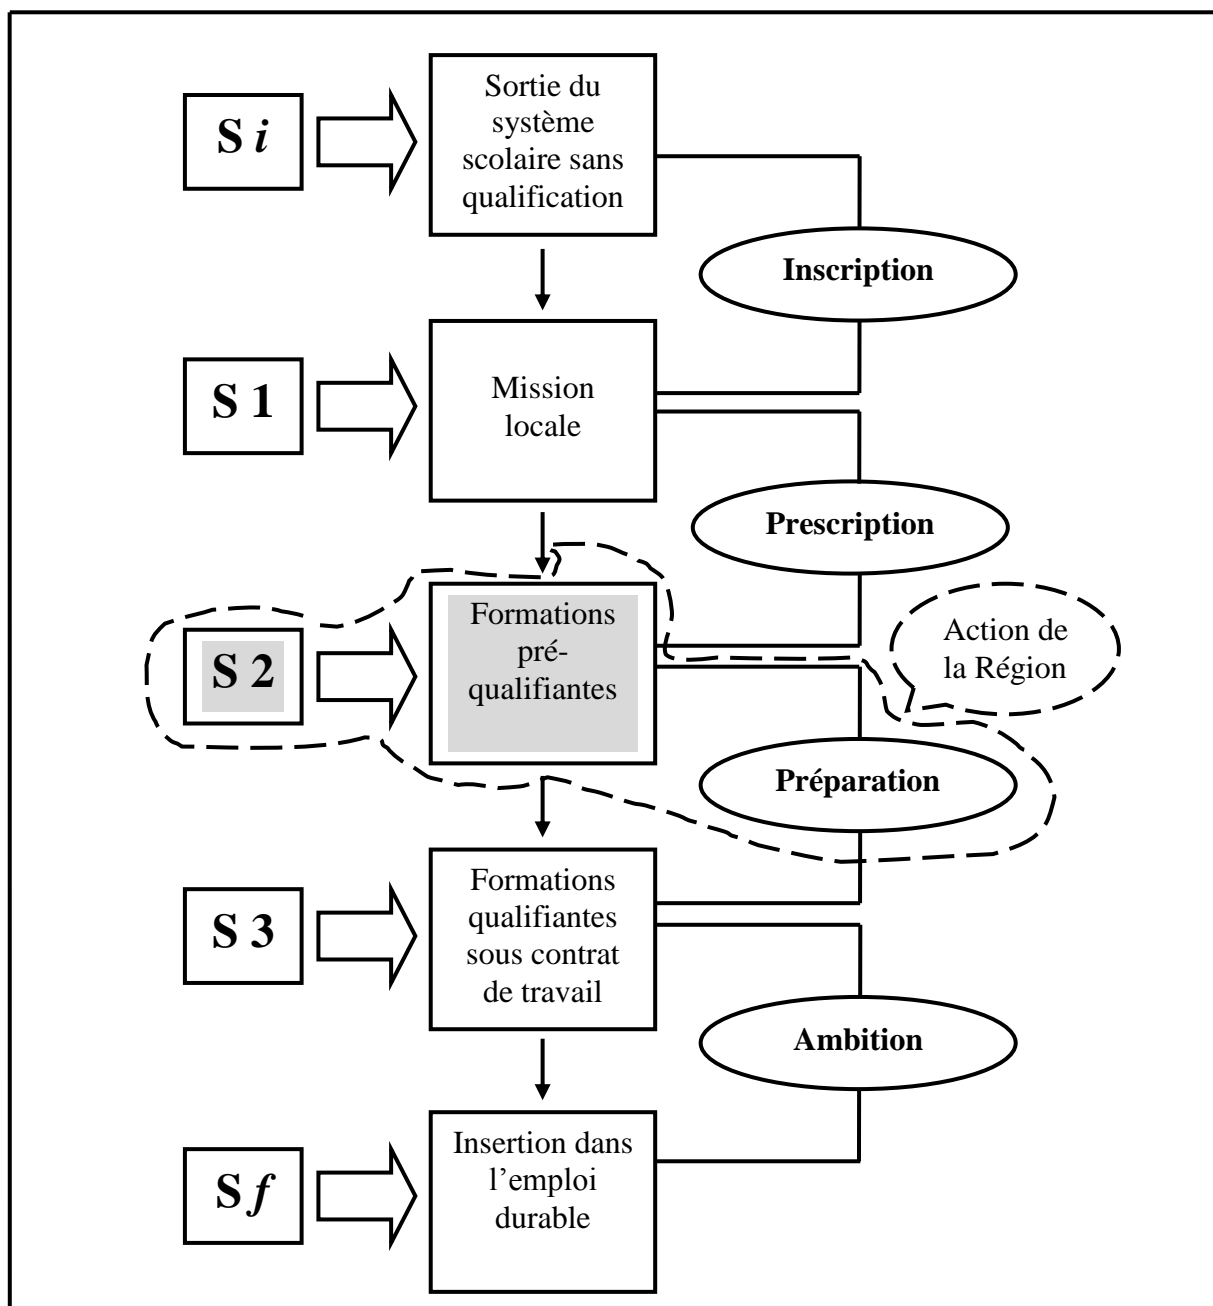 S i
Sortie du
système
scolaire sans
qualification
Inscription
S 1
Mission
locale
Prescription
S 2
Formations
pré-
qualifiantes
Action de
la Région
Préparation
S 3
Formations
qualifiantes
sous contrat
de travail
Ambition
S f
Insertion dans
l’emploi
durable